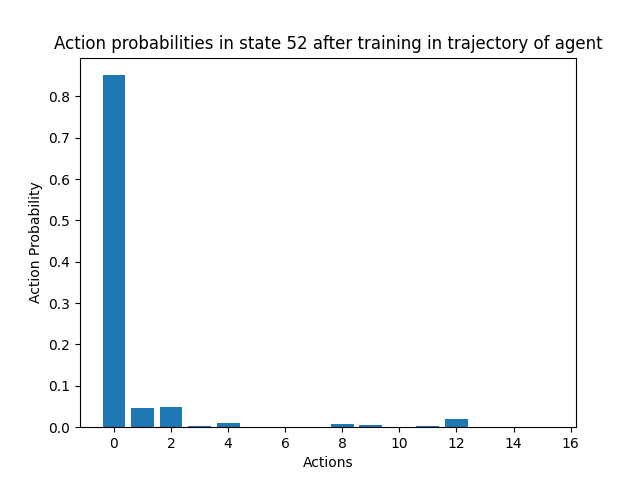 Action probabilities in state 52 after training in trajectory of agent
0.8
0.7
0.6
0.5
0.4
0.3
0.2
0.1
0.0
Action Probability
0 2 4 6 8 10 12 14 16
Actions